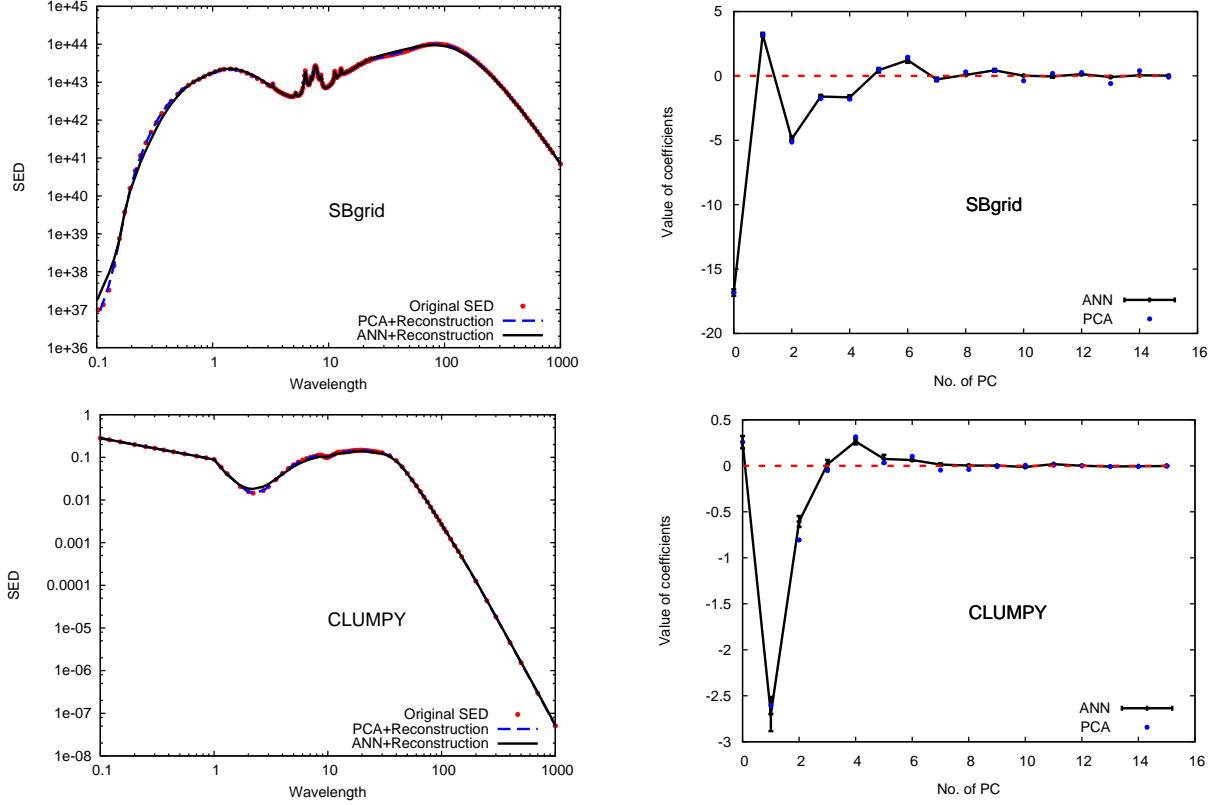 1e+45
1e+44
1e+43
1e+42
1e+41
1e+40
1e+39
1e+38
1e+37
1e+36
SED
SBgrid
Original SED
PCA+Reconstruction
ANN+Reconstruction
0.1 1 10 100 1000
Wavelength
5
0
-5
-10
-15
-20
Value of coefficients
SBgrid
ANN
PCA
0 2 4 6 8 10 12 14 16
No. of PC
1
0.1
0.01
0.001
0.0001
1e-05
1e-06
1e-07
1e-08
SED
CLUMPY
Original SED
PCA+Reconstruction
ANN+Reconstruction
0.1 1 10 100 1000
Wavelength
0.5
0
-0.5
-1
-1.5
-2
-2.5
-3
Value of coefficients
CLUMPY
ANN
PCA
0 2 4 6 8 10 12 14 16
No. of PC